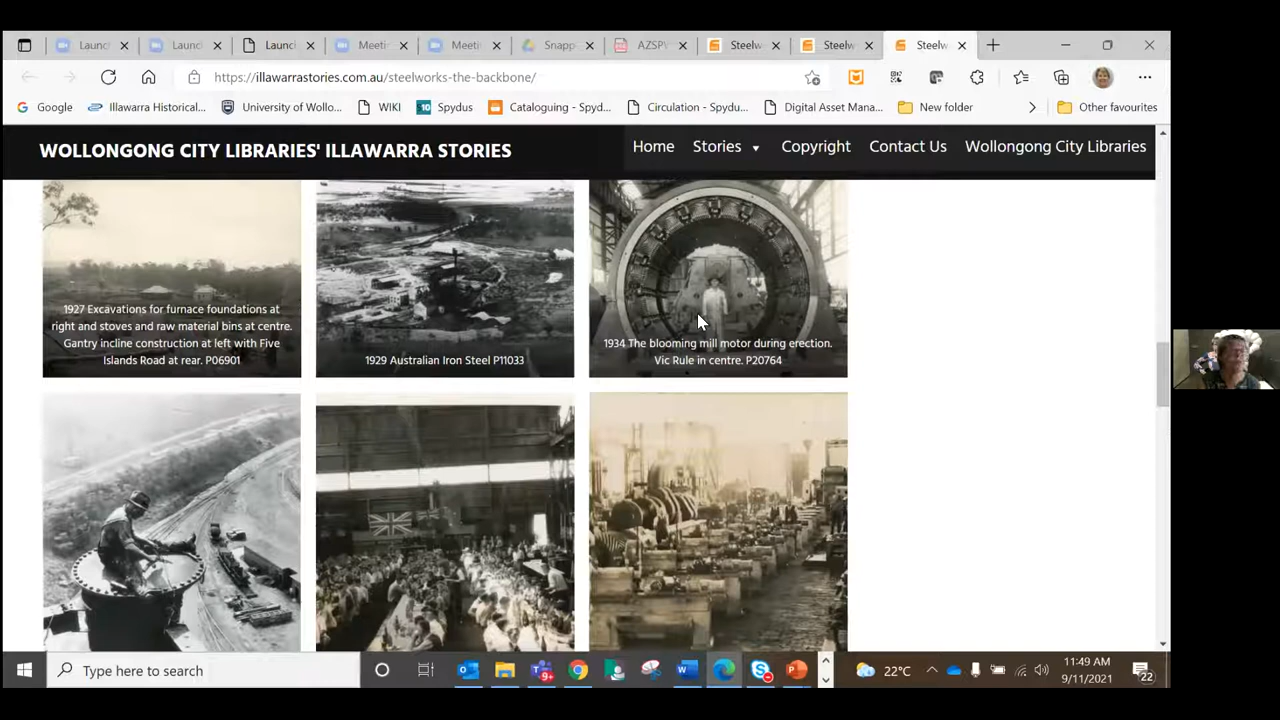 Launc
Launc
Launc
Meetir
Meetir
Snapp
AZSPV
Steelw
Steelw
Steelw
https://illawarrastories.com.au/steelworks-the-backbone/
Google
Illawarra Historical...
University of Wollo...
WIKI
Spydus
Cataloguing - Spyd...
Circulation - Spydu...
Digital Asset Mana...
New folder
Other favourites
WOLLONGONG CITY LIBRARIES' ILLAWARRA STORIES
Home
Stories
Copyright
Contact Us
Wollongong City Libraries
1927 Excavations for furnace foundations at
right and stoves and raw material bins at centre.
Gantry incline construction at left with Five
Islands Road at rear. P06901
1929 Australian Iron Steel P11033
1934 The blooming mill motor during erection.
Vic Rule in centre. P20764
Type here to search
22°C
11:49 AM
9/11/2021
22